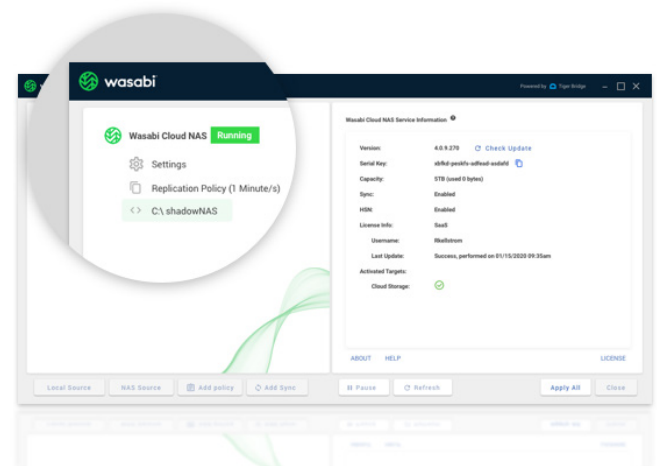 wasabi
Powered by Tiger Bridge
Wasabi Cloud NAS Running
Settings
Replication Policy (1 Minute/s)
C:\ shadowNAS
Wasabi Cloud NAS Service Information
Version: 4.0.9.270 Check Update
Serial Key:
Capacity: 5TB (used 0 bytes)
Sync: Enabled
HSN: Enabled
License Info: SaaS
Username: Rkellstrom
Last Update: Success, performed on 01/15/2020 09:35am
Activated Targets:
Cloud Storage:
ABOUT HELP LICENSE
Local Source NAS Source Add policy Add Sync Pause Refresh Apply All Close